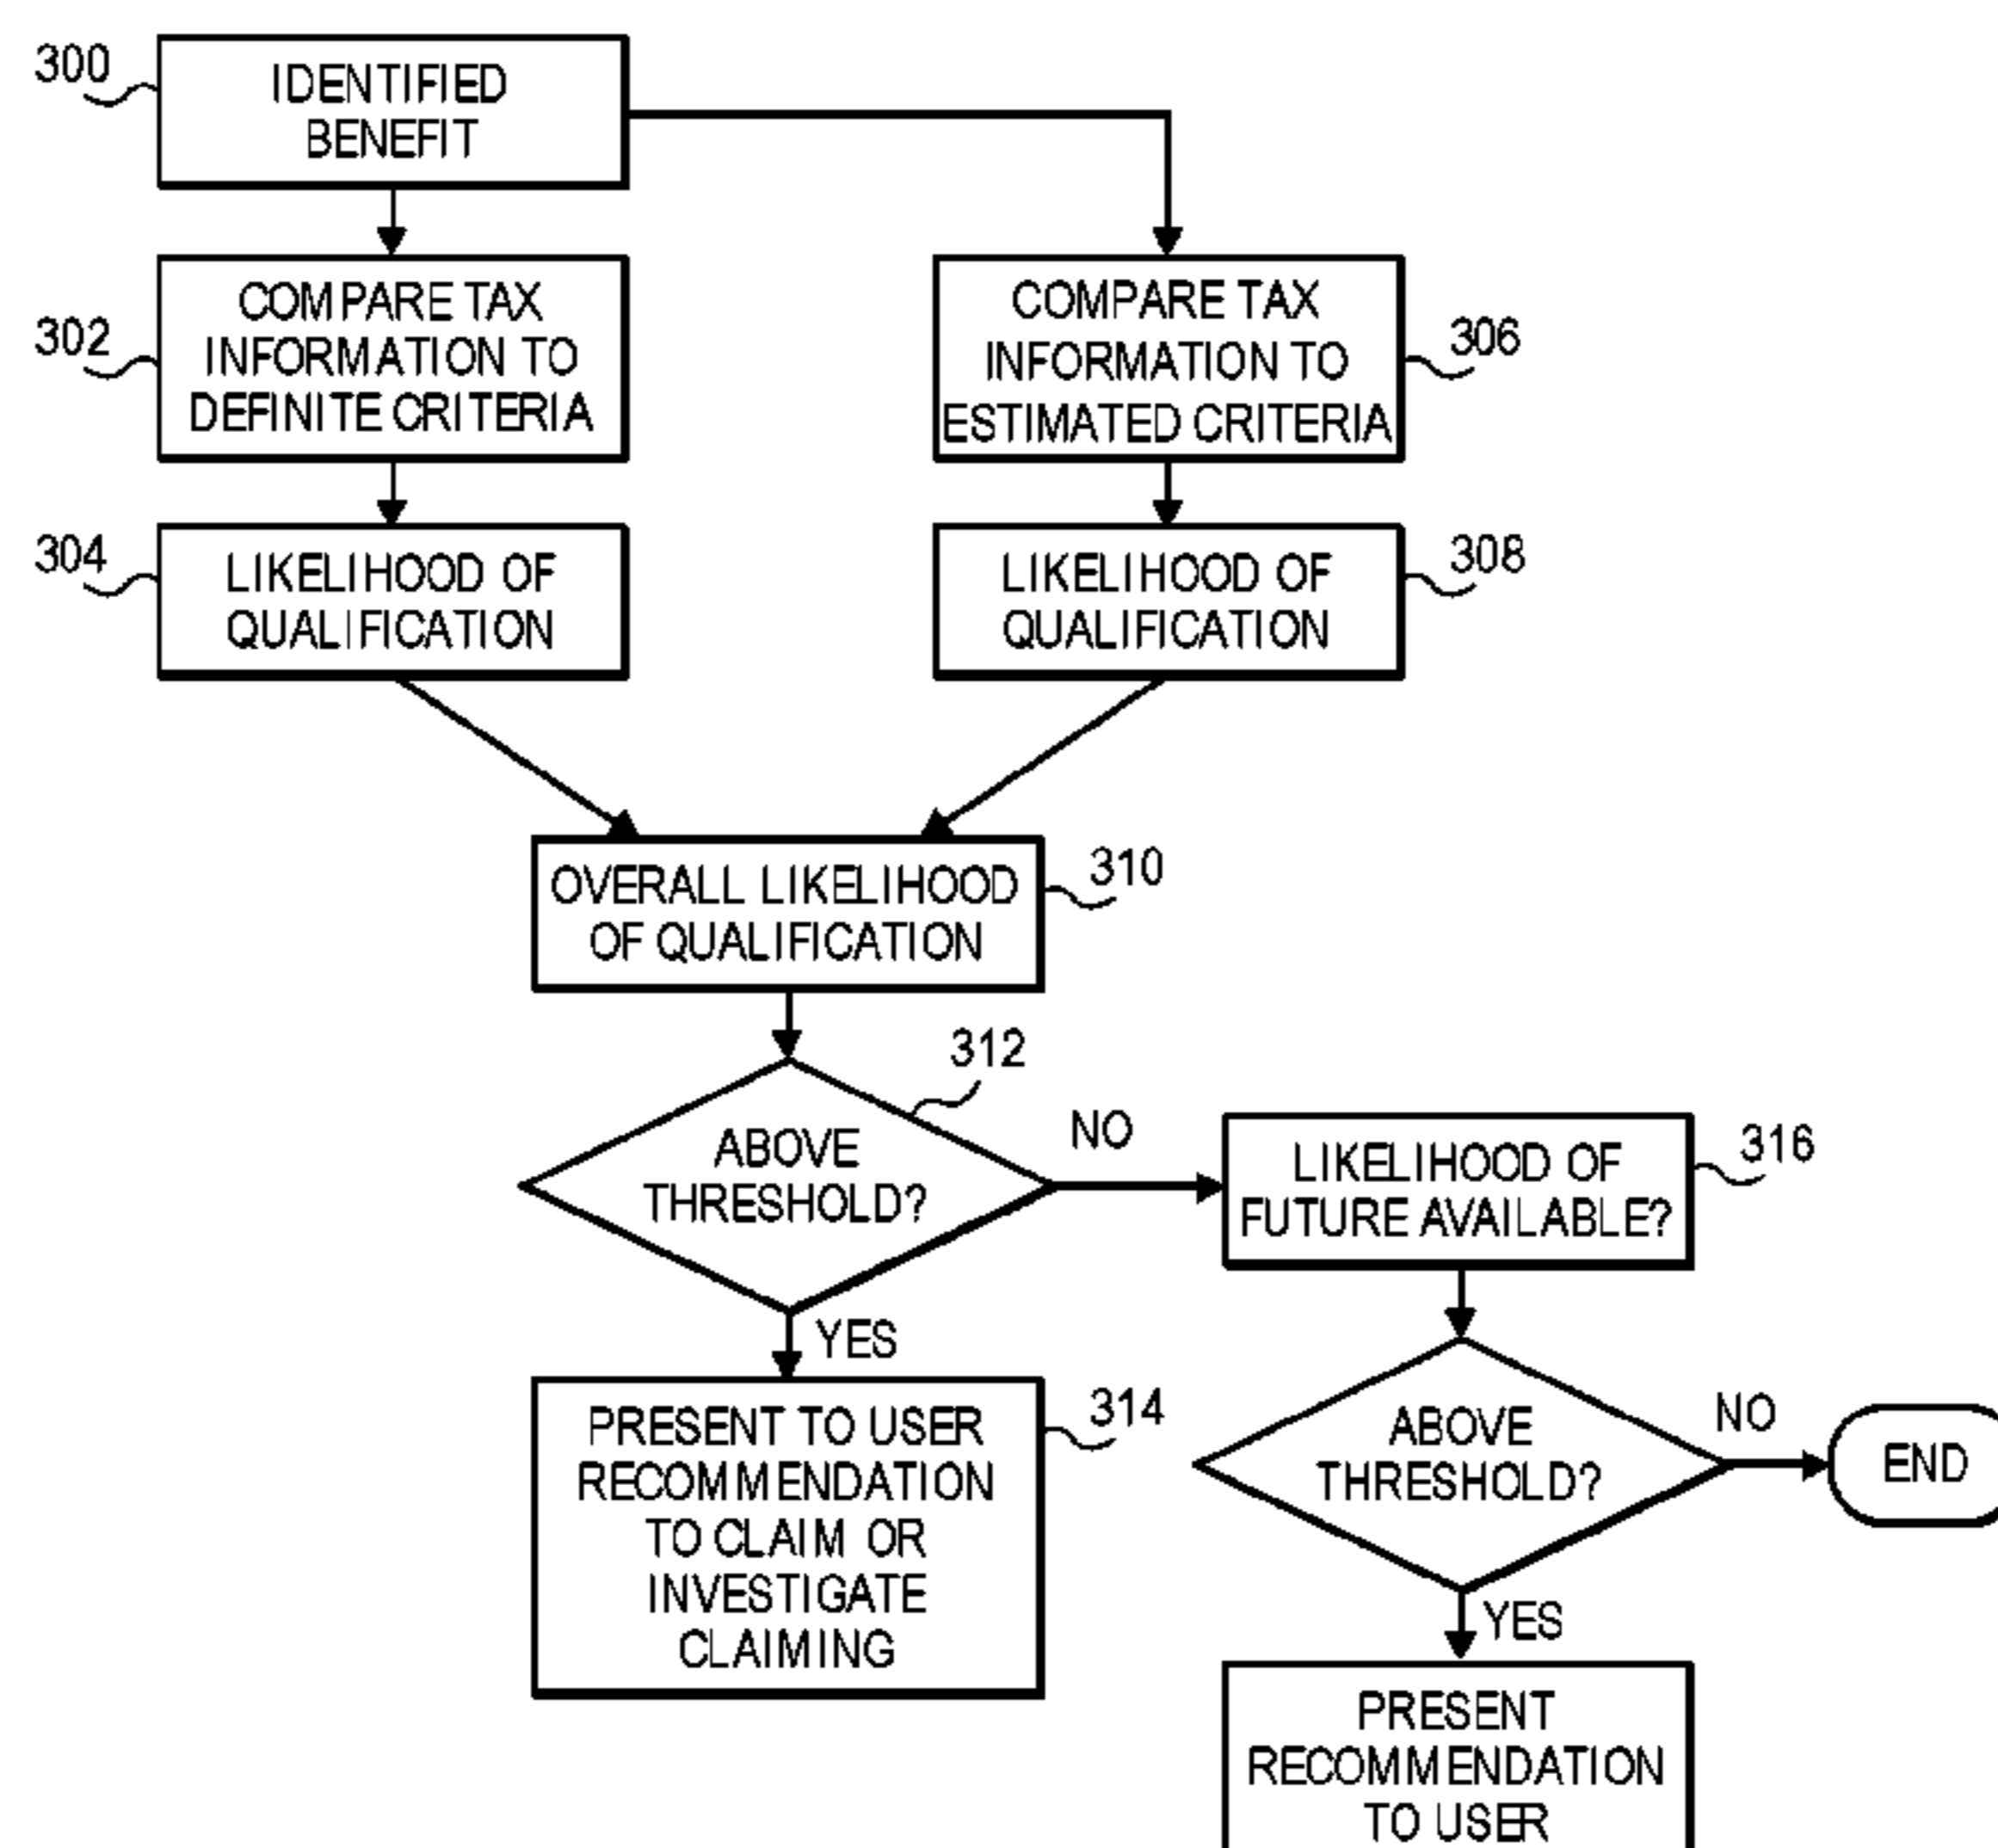 300
IDENTIFIED
BENEFIT
302
COMPARE TAX
INFORMATION TO
DEFINITE CRITERIA
COMPARE TAX
INFORMATION TO
ESTIMATED CRITERIA
306
304
LIKELIHOOD OF
QUALIFICATION
LIKELIHOOD OF
QUALIFICATION
308
OVERALL LIKELIHOOD
OF QUALIFICATION
310
312
ABOVE
THRESHOLD?
NO
LIKELIHOOD OF
FUTURE AVAILABLE?
316
YES
PRESENT TO USER
RECOMMENDATION
TO CLAIM OR
INVESTIGATE
CLAIMING
314
ABOVE
THRESHOLD?
NO
END
YES
PRESENT
RECOMMENDATION
TO USER